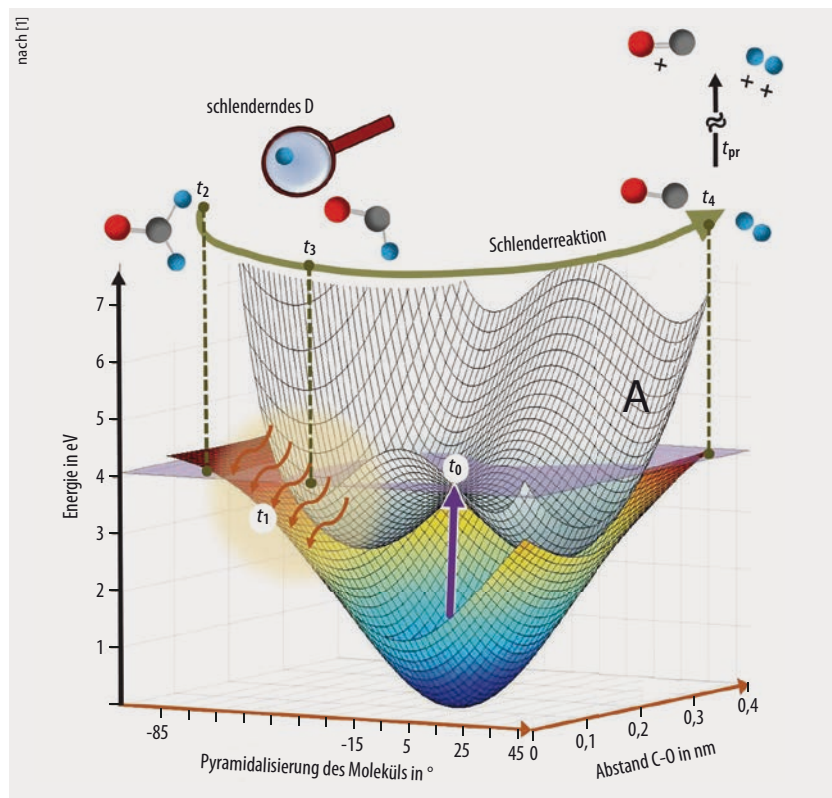 nach [1]
schlenderndes D
+
+ +
≈
tpr
t2
t3
t4
Schlenderreaktion
A
t0
t1
Energie in eV
7
6
5
4
3
2
1
-85
-15
5
25
45
Pyramidalisierung des Moleküls in °
0
0,1
0,2
0,3
0,4
Abstand C-O in nm